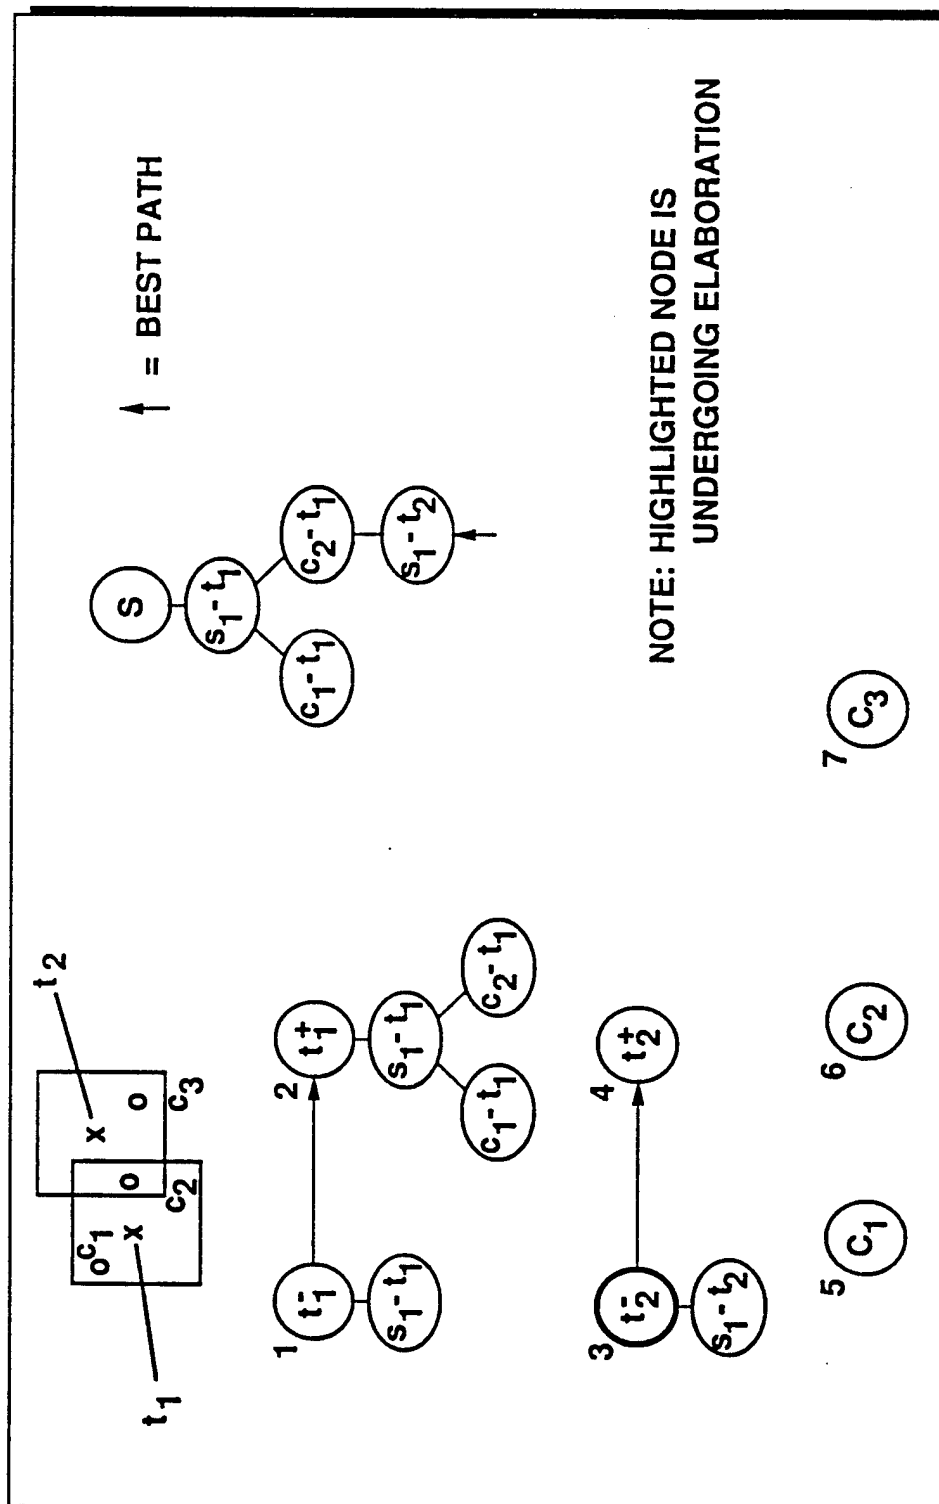 t1
t2
o c1
x
o
c2
x
o
c3
↑ = BEST PATH
S
s1-t1
c1-t1
c2-t1
s1-t2
1
t1-
s1-t1
2
t1+
s1-t1
c1-t1
c2-t1
3
t2-
s1-t2
4
t2+
NOTE: HIGHLIGHTED NODE IS
UNDERGOING ELABORATION
5
C1
6
C2
7
C3